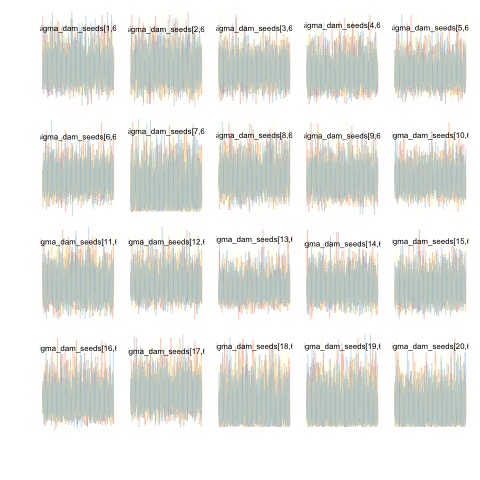 igma_dam_seeds[1,6
igma_dam_seeds[2,6
igma_dam_seeds[3,6
igma_dam_seeds[4,6
igma_dam_seeds[5,6
igma_dam_seeds[6,6
igma_dam_seeds[7,6
igma_dam_seeds[8,6
igma_dam_seeds[9,6
gma_dam_seeds[10,6
gma_dam_seeds[11,6
gma_dam_seeds[12,6
gma_dam_seeds[13,6
gma_dam_seeds[14,6
gma_dam_seeds[15,6
gma_dam_seeds[16,6
gma_dam_seeds[17,6
gma_dam_seeds[18,6
gma_dam_seeds[19,6
gma_dam_seeds[20,6